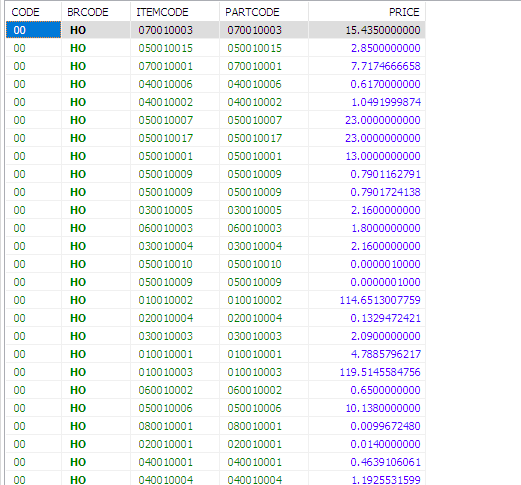 CODE BRCODE ITEMCODE PARTCODE PRICE
00 HO 070010003 070010003 15.4350000000
00 HO 050010015 050010015 2.8500000000
00 HO 070010001 070010001 7.7174666658
00 HO 040010006 040010006 0.6170000000
00 HO 040010002 040010002 1.0491999874
00 HO 050010007 050010007 23.0000000000
00 HO 050010017 050010017 23.0000000000
00 HO 050010001 050010001 13.0000000000
00 HO 050010009 050010009 0.7901162791
00 HO 050010009 050010009 0.7901724138
00 HO 030010005 030010005 2.1600000000
00 HO 060010003 060010003 1.8000000000
00 HO 030010004 030010004 2.1600000000
00 HO 050010010 050010010 0.0000010000
00 HO 050010009 050010009 0.0000001000
00 HO 010010002 010010002 114.6513007759
00 HO 020010004 020010004 0.1329472421
00 HO 030010003 030010003 2.0900000000
00 HO 010010001 010010001 4.7885796217
00 HO 010010003 010010003 119.5145584756
00 HO 060010002 060010002 0.6500000000
00 HO 050010006 050010006 10.1380000000
00 HO 080010001 080010001 0.0099672480
00 HO 020010001 020010001 0.0140000000
00 HO 040010001 040010001 0.4639106061
00 HO 040010004 040010004 1.1925531599